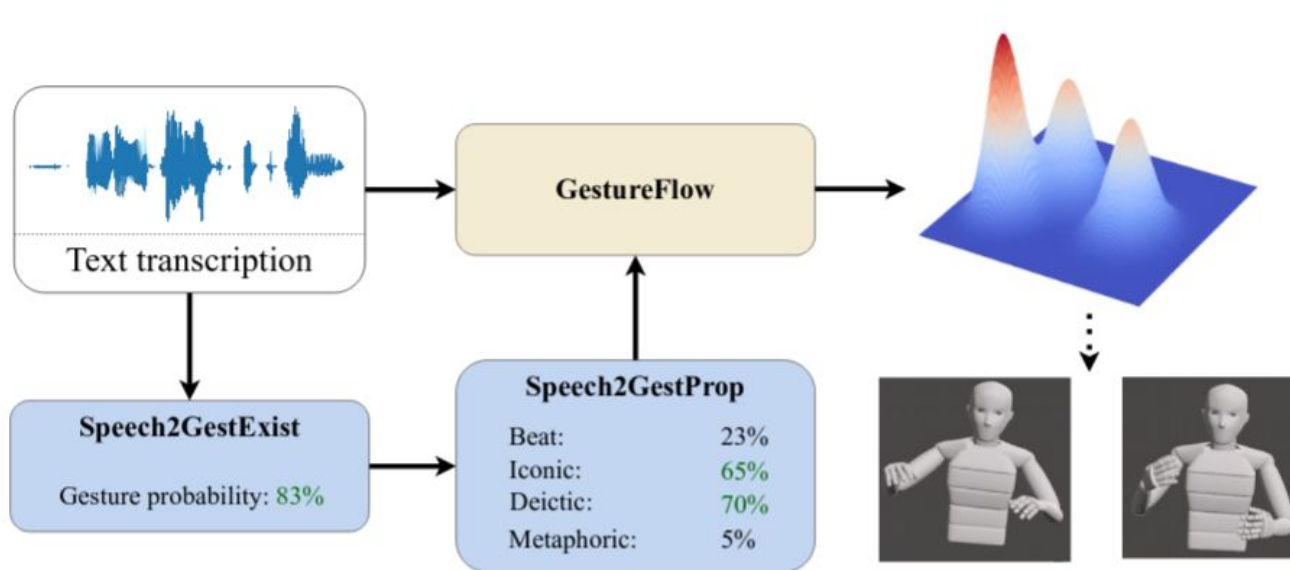 Text transcription
GestureFlow
Speech2GestExist
Gesture probability: 83%
Speech2GestProp
Beat: 23%
Iconic: 65%
Deictic: 70%
Metaphoric: 5%